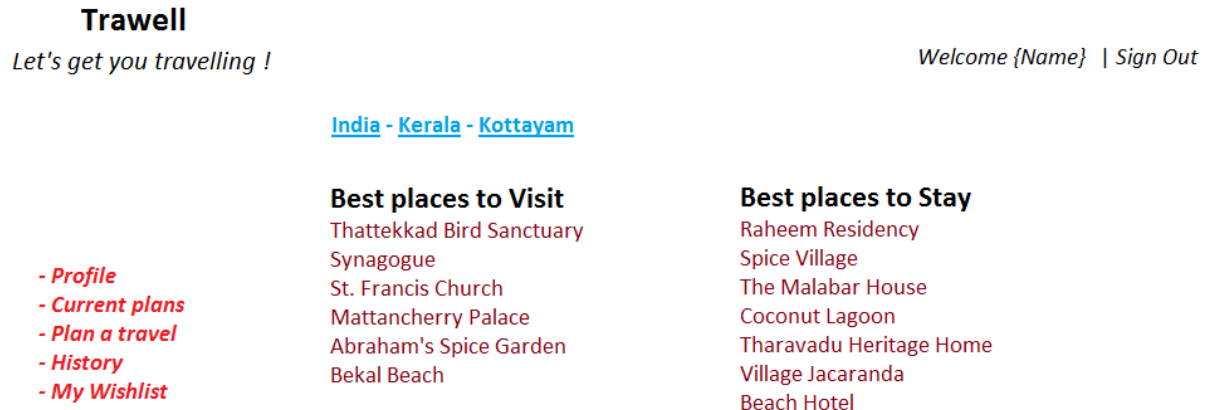 Trawell
Let's get you travelling !
Welcome {Name} | Sign Out
India - Kerala - Kottayam
- Profile
- Current plans
- Plan a travel
- History
- My Wishlist
Best places to Visit
Thattekkad Bird Sanctuary
Synagogue
St. Francis Church
Mattancherry Palace
Abraham's Spice Garden
Bekal Beach
Best places to Stay
Raheem Residency
Spice Village
The Malabar House
Coconut Lagoon
Tharavadu Heritage Home
Village Jacaranda
Beach Hotel